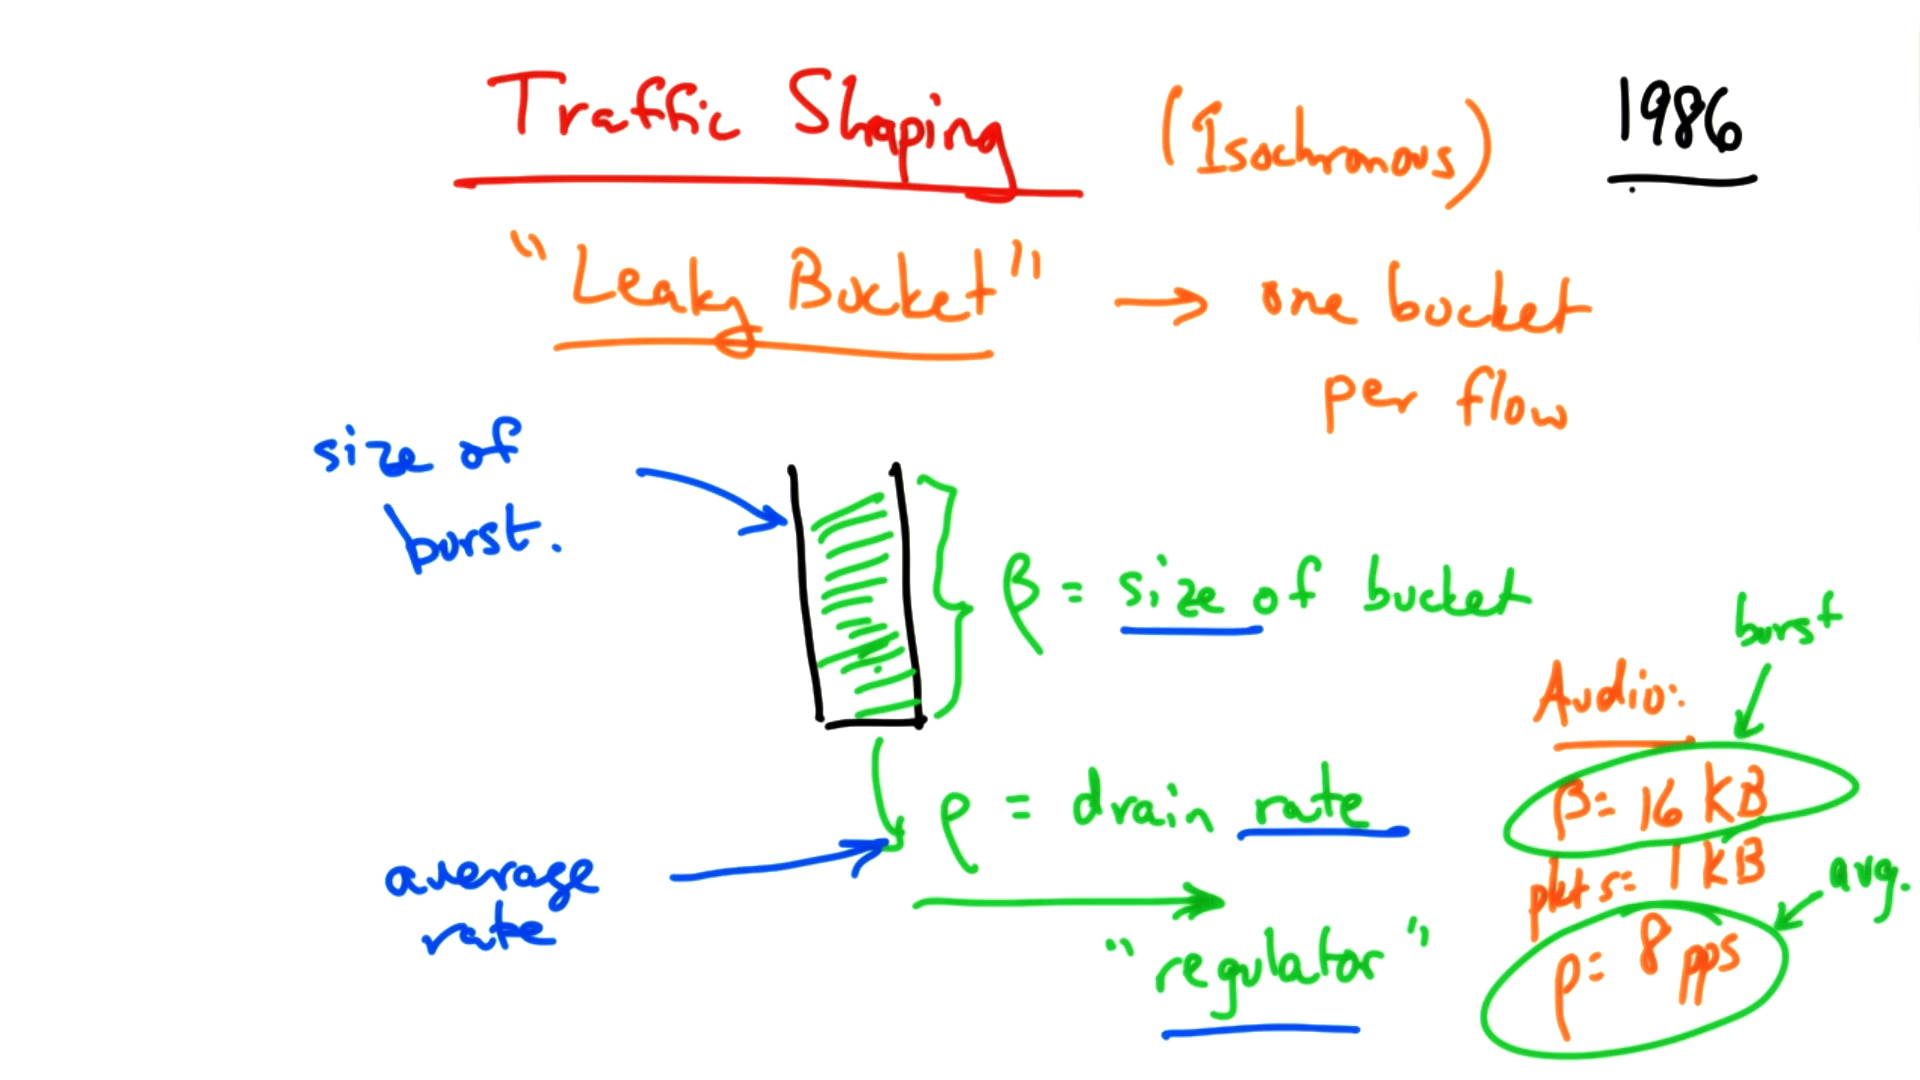 Traffic Shaping (Isochronous) 1986
"Leaky Bucket" → one bucket
per flow
size of
burst.
β = size of bucket
burst
Audio:
β = 16 KB
ρ = drain rate
pkts = 1 KB
avg.
average
rate
"regulator"
ρ = 8 pps